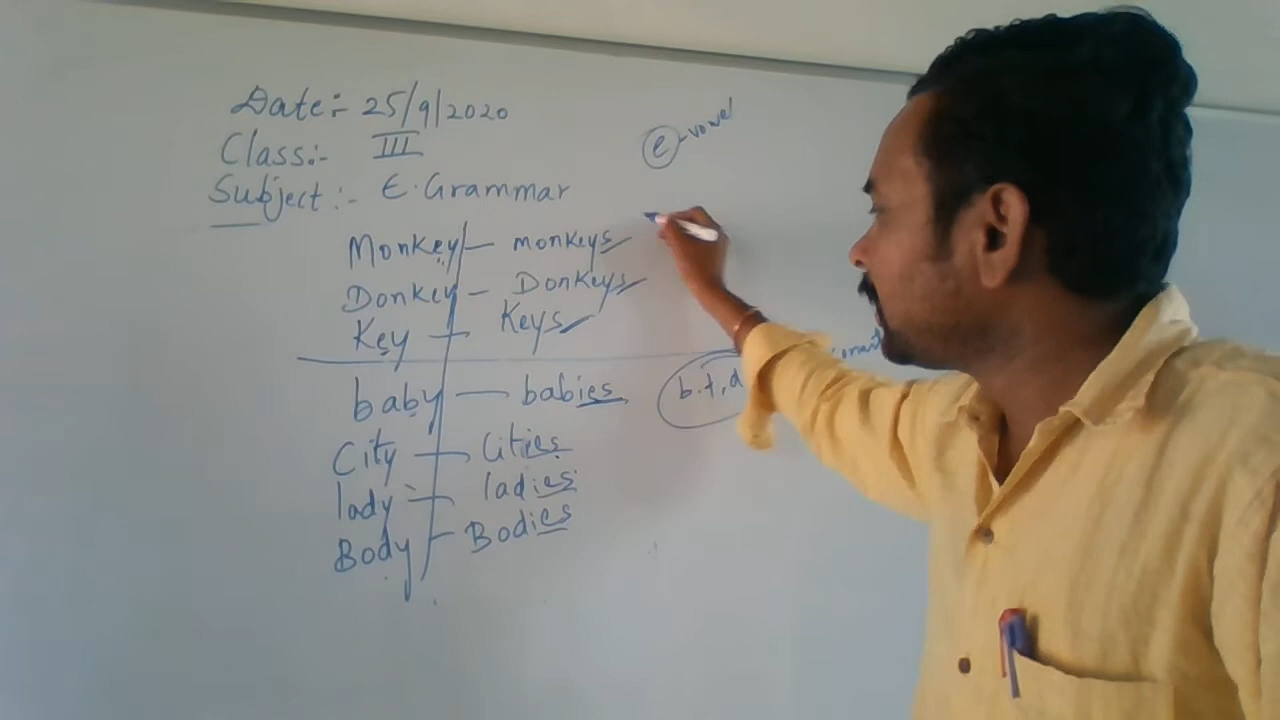 Date:- 25/9/2020
Class:- III
Subject:- E. Grammar
e - vowel
Monkey - monkeys
Donkey - Donkeys
Key - Keys
baby - babies
b.t,d
City - Cities
lady - ladies
Body - Bodies